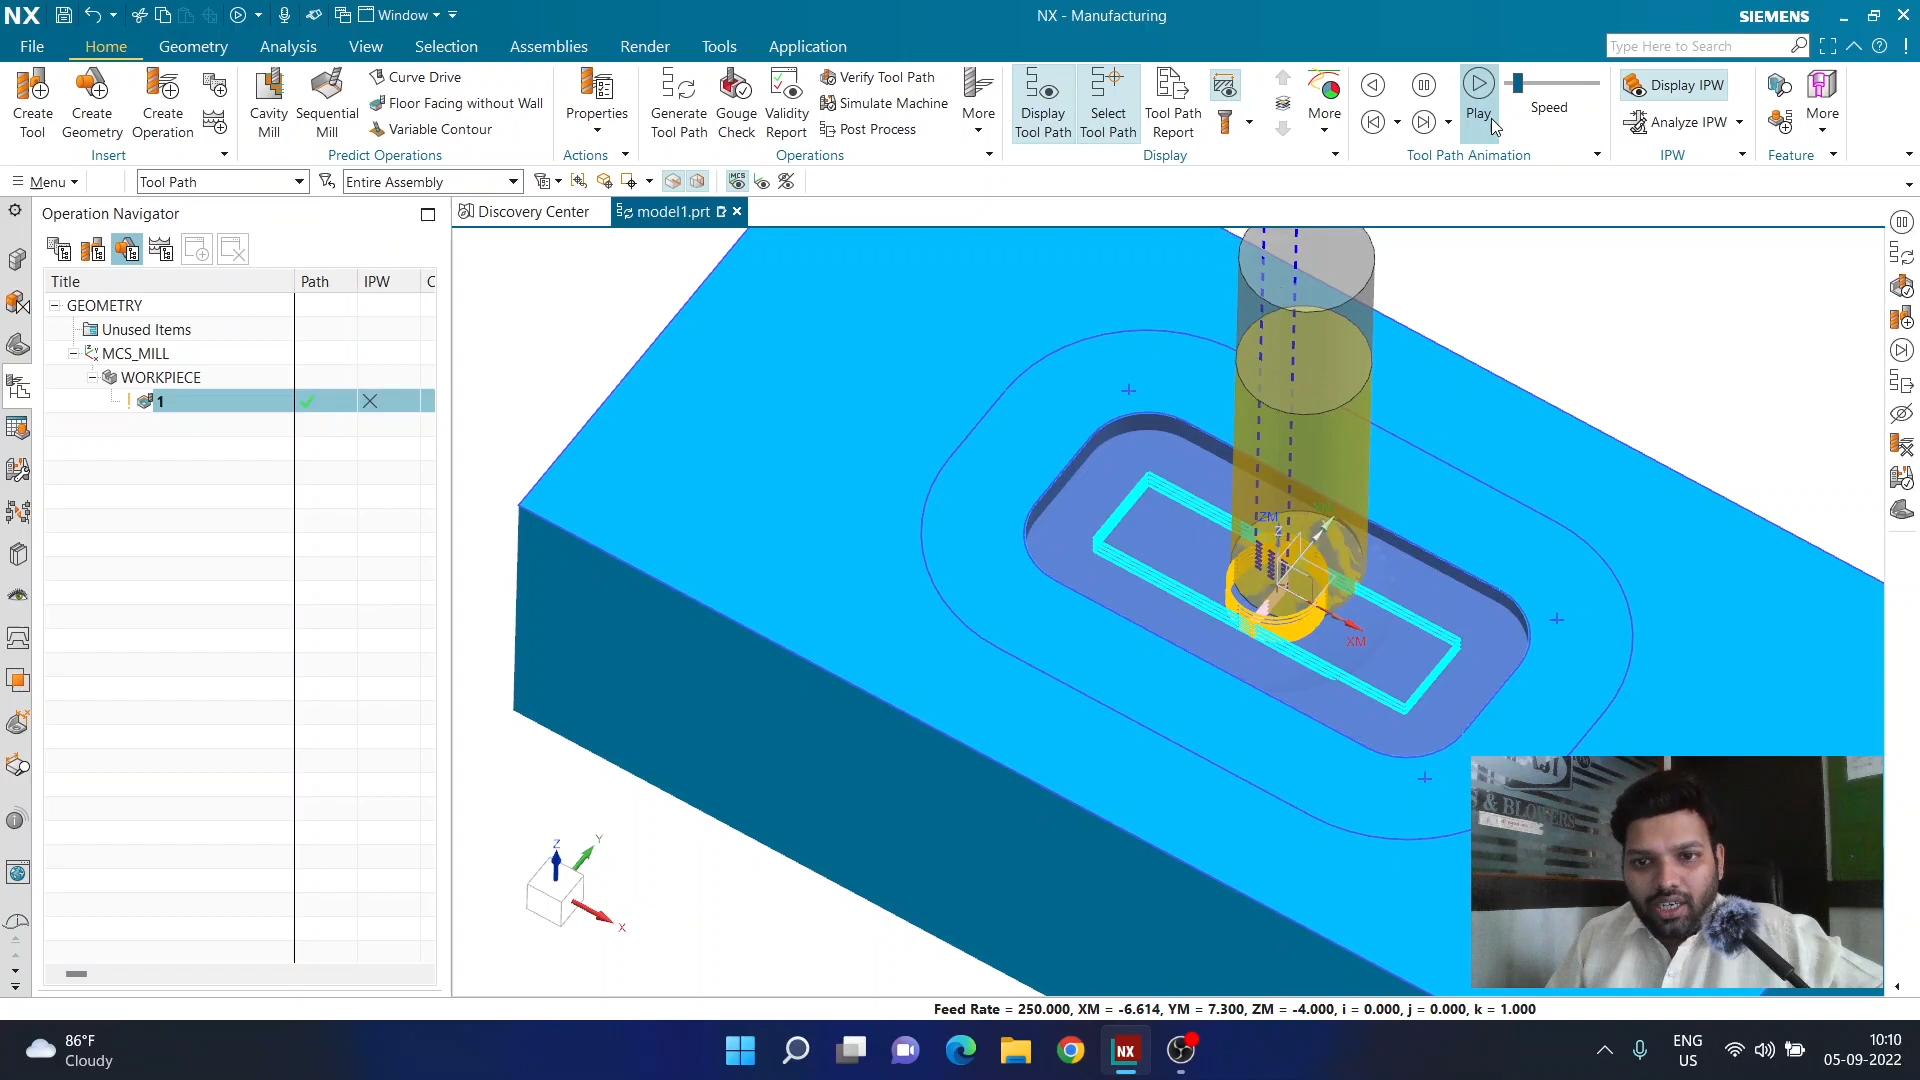 NX
Window
NX - Manufacturing
SIEMENS
File
Home
Geometry
Analysis
View
Selection
Assemblies
Render
Tools
Application
Type Here to Search
Create Tool
Create Geometry
Create Operation
Insert
Cavity Mill
Sequential Mill
Curve Drive
Floor Facing without Wall
Variable Contour
Predict Operations
Properties
Actions
Generate Tool Path
Gouge Check
Validity Report
Verify Tool Path
Simulate Machine
Post Process
More
Operations
Display Tool Path
Select Tool Path
Tool Path Report
More
Display
Play
Speed
Tool Path Animation
Display IPW
Analyze IPW
IPW
More
Feature
Menu
Tool Path
Entire Assembly
MCS
Operation Navigator
Discovery Center
model1.prt
Title
Path
IPW
C
GEOMETRY
Unused Items
MCS_MILL
WORKPIECE
1
ZM
Z
XM
Z
Y
X
S & BLOWERS
Feed Rate = 250.000, XM = -6.614, YM = 7.300, ZM = -4.000, i = 0.000, j = 0.000, k = 1.000
86°F
Cloudy
NX
ENG
US
10:10
05-09-2022